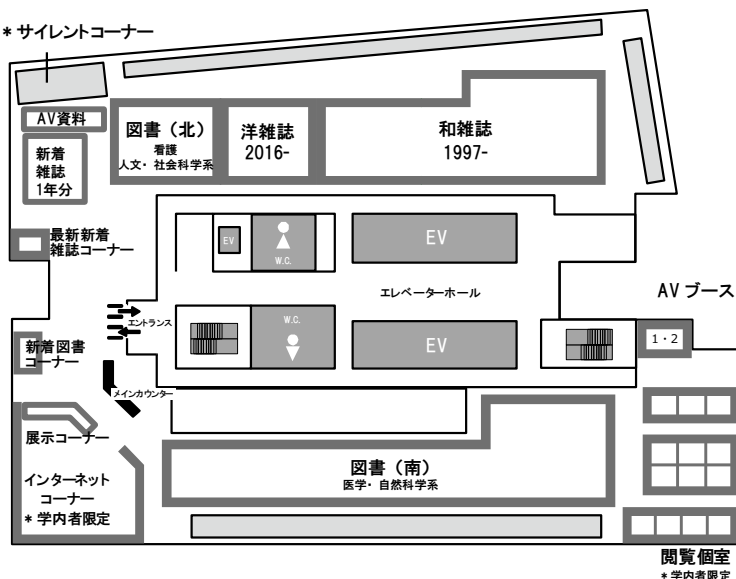 * サイレントコーナー
AV資料
新着
雑誌
1年分
図書（北）
看護
人文・社会科学系
洋雑誌
2016-
和雑誌
1997-
最新新着
雑誌コーナー
EV
W.C.
EV
エレベーターホール
エントランス
W.C.
EV
AV ブース
1・2
新着図書
コーナー
メインカウンター
展示コーナー
インターネット
コーナー
* 学内者限定
図書（南）
医学・自然科学系
閲覧個室
* 学内者限定